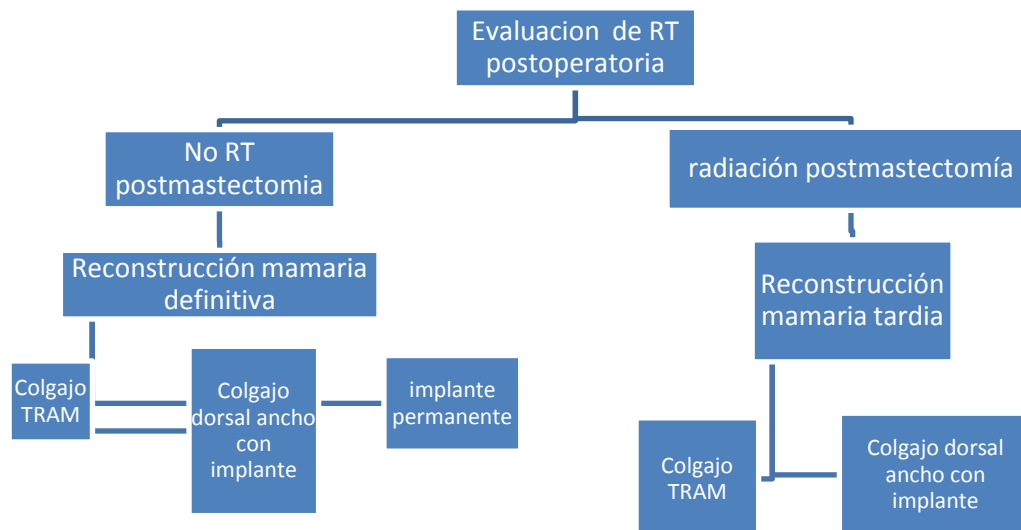 Evaluacion de RT
postoperatoria
No RT
postmastectomia
radiación postmastectomía
Reconstrucción mamaria
definitiva
Reconstrucción
mamaria tardia
Colgajo
TRAM
Colgajo
dorsal ancho
con
implante
implante
permanente
Colgajo
TRAM
Colgajo dorsal
ancho con
implante